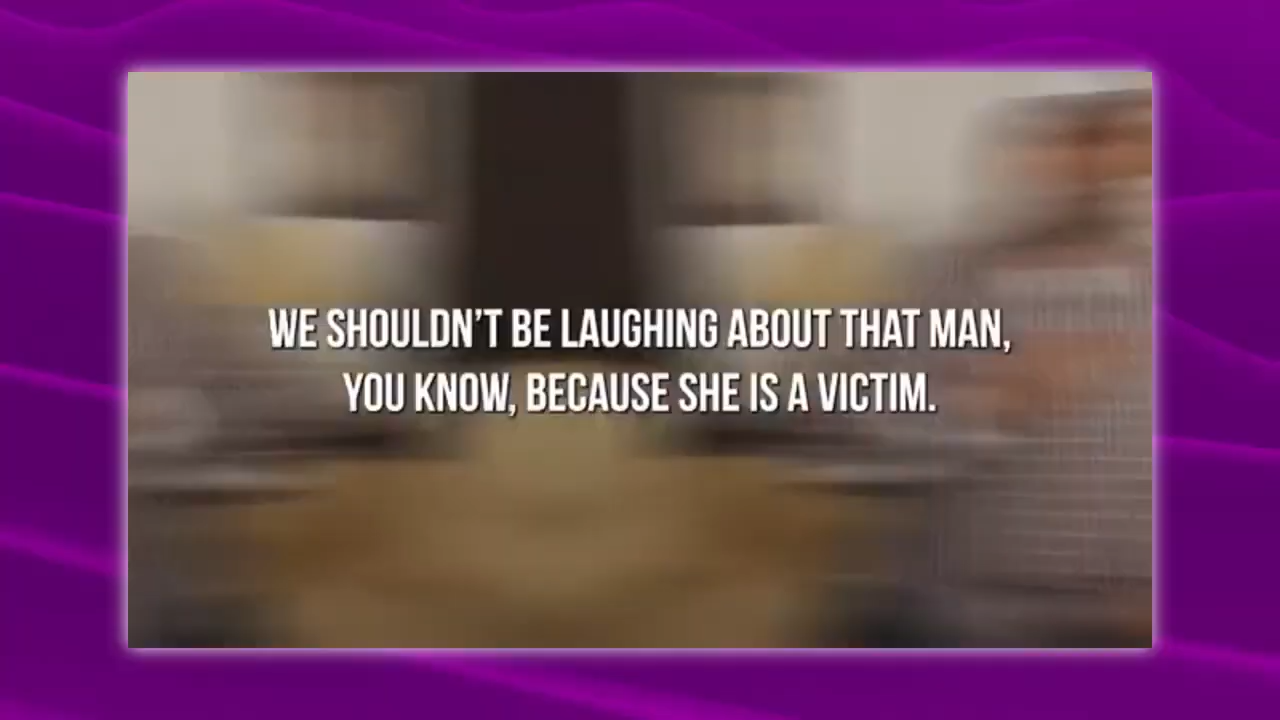 WE SHOULDN'T BE LAUGHING ABOUT THAT MAN,
YOU KNOW, BECAUSE SHE IS A VICTIM.